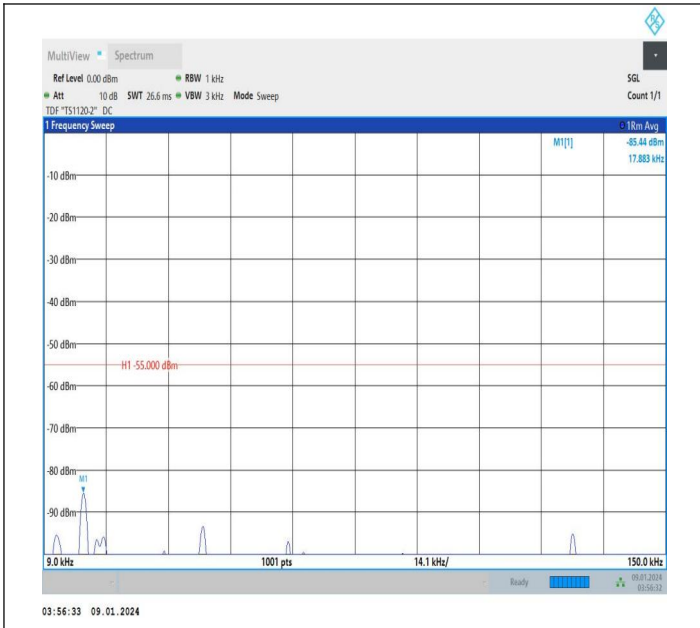 MultiView Spectrum
Ref Level 0.00 dBm RBW 1 kHz SGL
Att 10 dB SWT 26.6 ms VBW 3 kHz Mode Sweep Count 1/1
TDF "TS1120-2" DC
1 Frequency Sweep 1Rm Avg
M1[1] -85.44 dBm
17.883 kHz
-10 dBm
-20 dBm
-30 dBm
-40 dBm
-50 dBm
H1 -55.000 dBm
-60 dBm
-70 dBm
-80 dBm
M1
-90 dBm
9.0 kHz 1001 pts 14.1 kHz/ 150.0 kHz
Ready 09.01.2024
03:56:32
03:56:33 09.01.2024